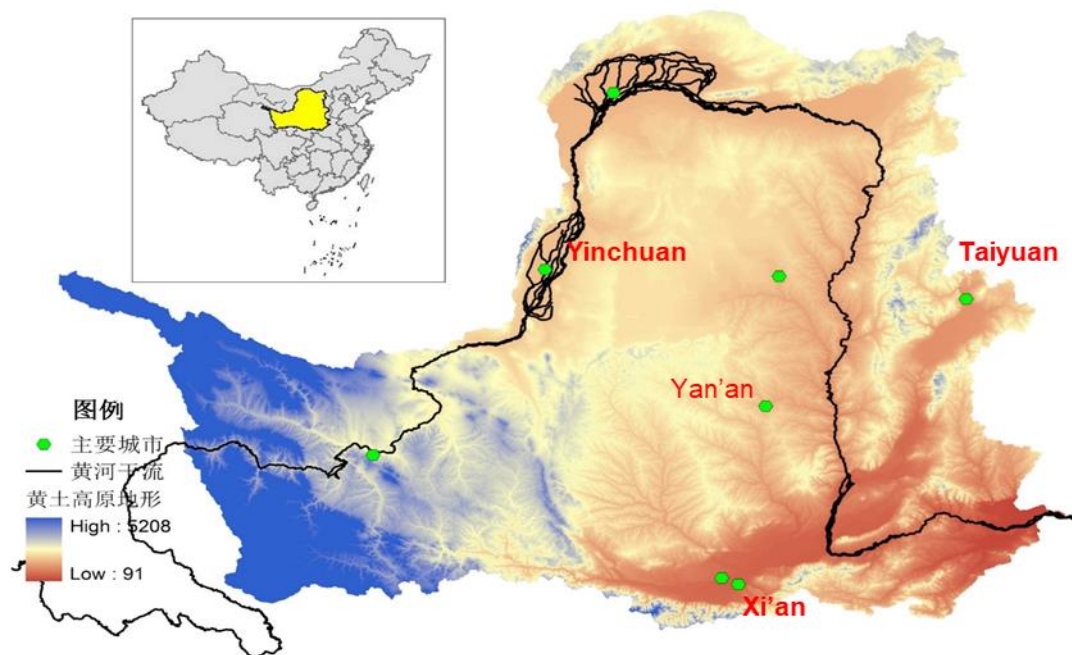 Yinchuan
Taiyuan
Yan’an
图例
主要城市
黄河干流
黄土高原地形
High : 5208
Low : 91
Xi’an